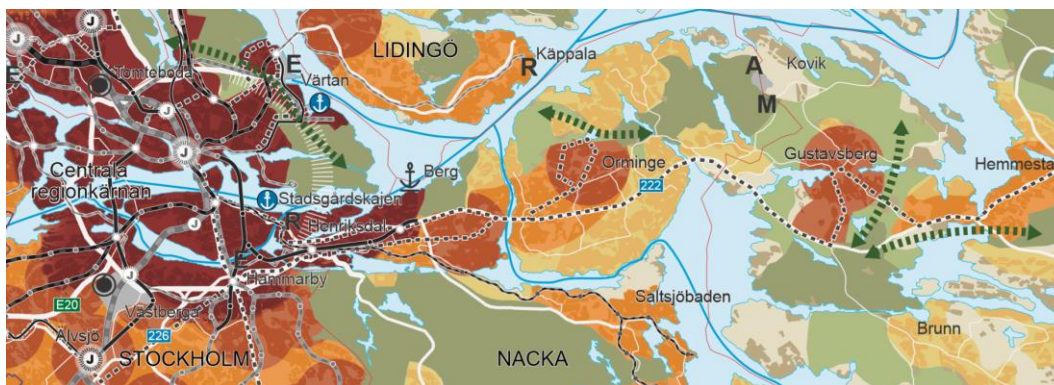 J
J
E
Tomteboda
J
J
Centrala
regionkärnan
J
E20
Västberga
Älvsjö
226
J
J
STOCKHOLM
E
Värtan
Stadsgårdskajen
R
Henriksdal
F
Hammarby
LIDINGÖ
Käppala
R
Berg
Orminge
222
Saltsjöbaden
NACKA
A
M
Kovik
Gustavsberg
Hemmesta
Brunn